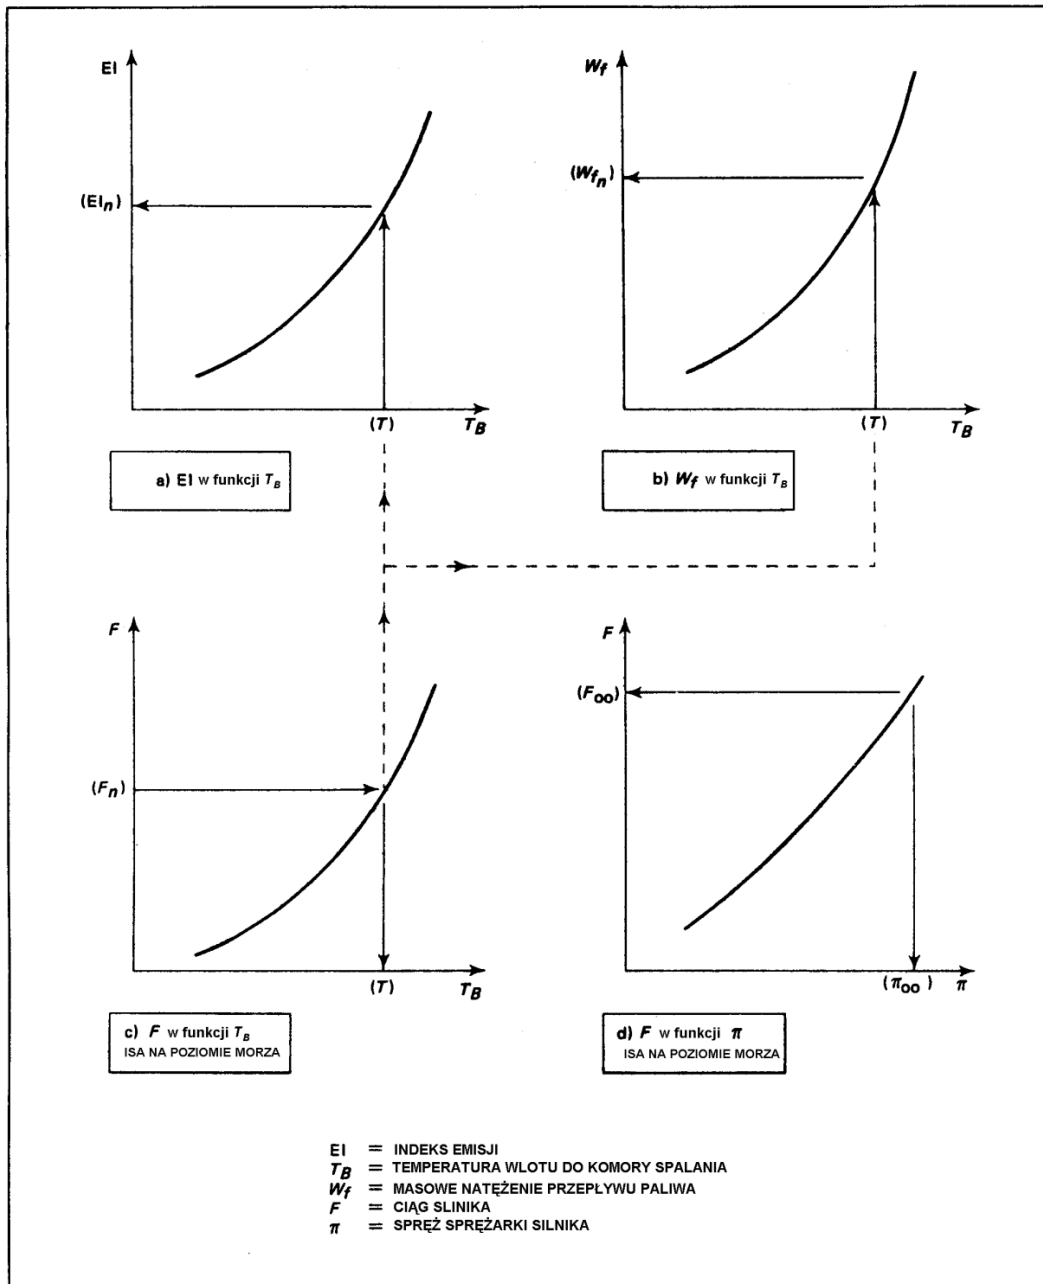 EI
(EIn)
(T)
TB
a) EI w funkcji TB
Wf
(Wfn)
(T)
TB
b) Wf w funkcji TB
F
(Fn)
(T)
TB
c) F w funkcji TB
ISA NA POZIOMIE MORZA
F
(Foo)
(πoo)
π
d) F w funkcji π
ISA NA POZIOMIE MORZA
EI = INDEKS EMISJI
TB = TEMPERATURA WLOTU DO KOMORY SPALANIA
Wf = MASOWE NATĘŻENIE PRZEPŁYWU PALIWA
F = CIĄG SLINIKA
π = SPRĘŻ SPRĘŻARKI SILNIKA